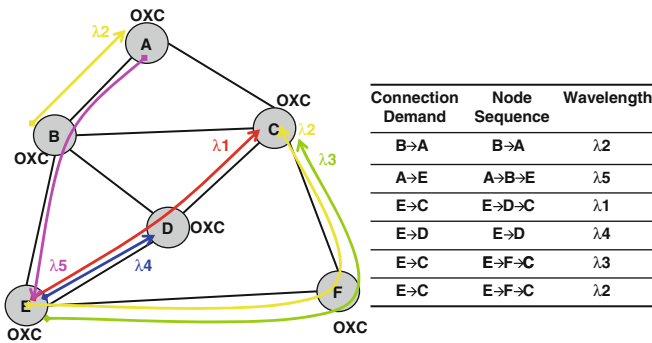 OXC
λ2
A
OXC
B
OXC
C
λ2
λ1
λ3
D
OXC
λ5
λ4
E
OXC
F
OXC
Connection Demand Node Sequence Wavelength
B→A B→A λ2
A→E A→B→E λ5
E→C E→D→C λ1
E→D E→D λ4
E→C E→F→C λ3
E→C E→F→C λ2